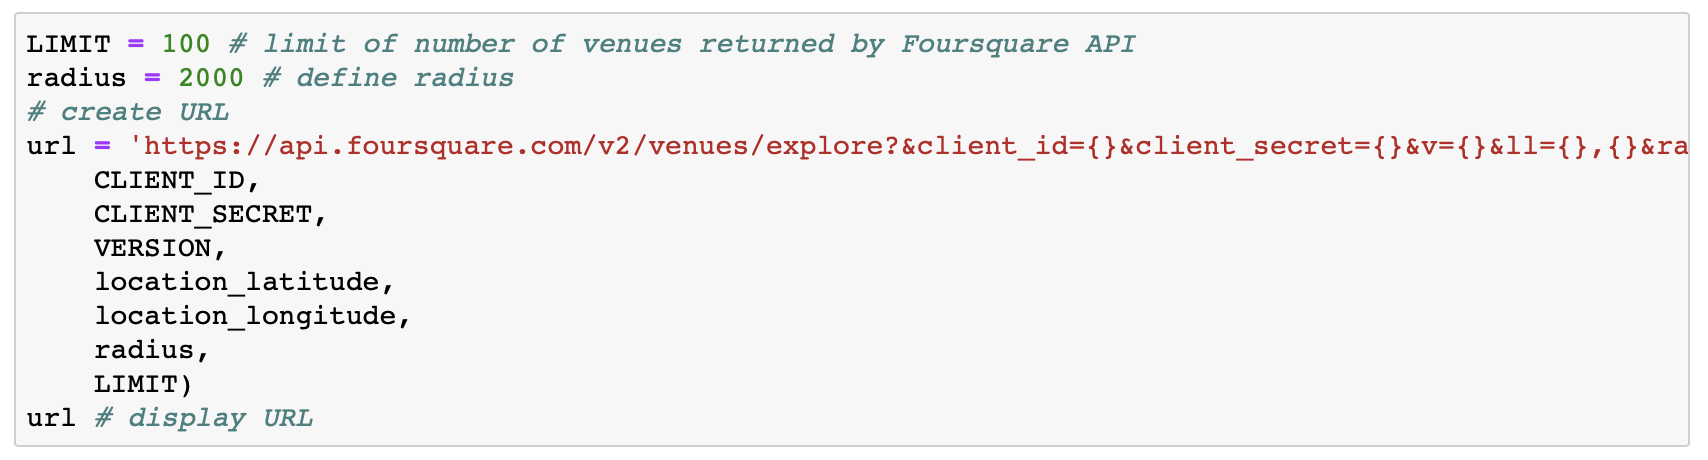 LIMIT = 100 # limit of number of venues returned by Foursquare API
radius = 2000 # define radius
# create URL
url = 'https://api.foursquare.com/v2/venues/explore?&client_id={}&client_secret={}&v={}&ll={},{}&ra
    CLIENT_ID,
    CLIENT_SECRET,
    VERSION,
    location_latitude,
    location_longitude,
    radius,
    LIMIT)
url # display URL